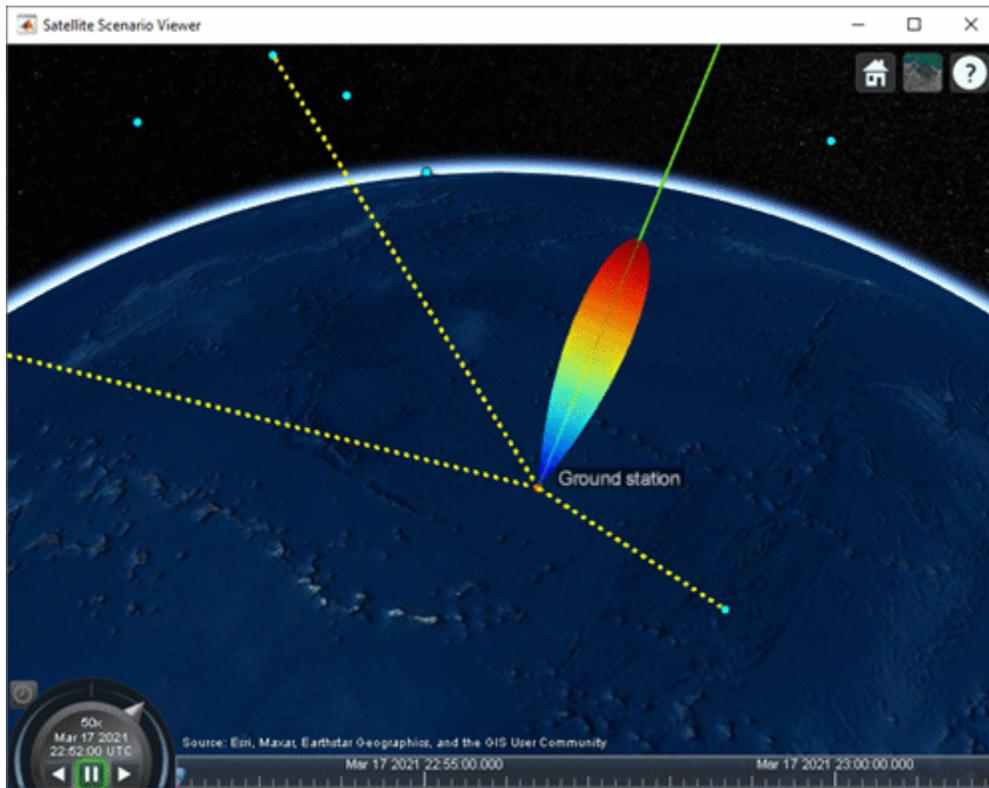 Satellite Scenario Viewer
?
Ground station
50x
Mar 17 2021
22:52:00 UTC
Source: Esri, Maxar, Earthstar Geographics, and the GIS User Community
Mar 17 2021 22:55:00.000
Mar 17 2021 23:00:00.000